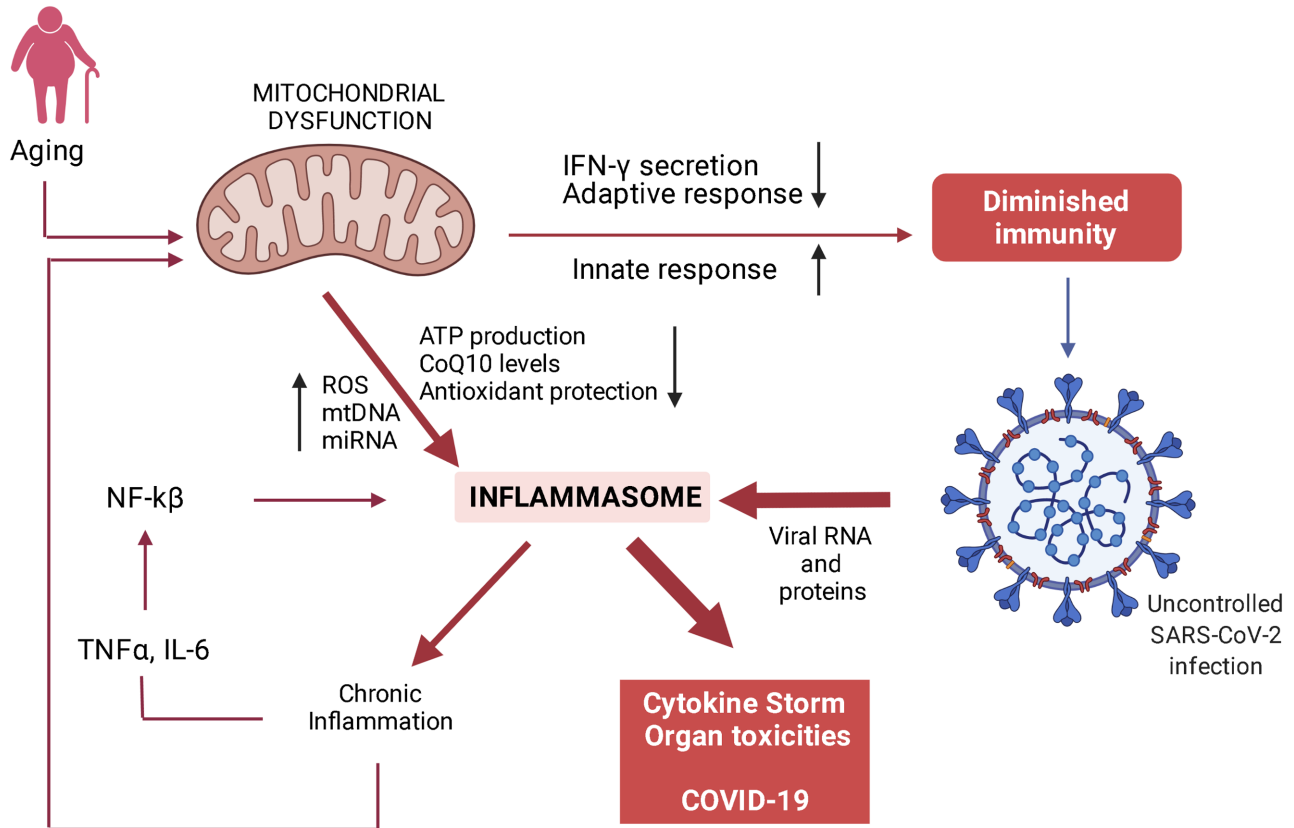 Aging
MITOCHONDRIAL
DYSFUNCTION
IFN-γ secretion
Adaptive response
Innate response
Diminished
immunity
ATP production
CoQ10 levels
Antioxidant protection
ROS
mtDNA
miRNA
NF-kβ
INFLAMMASOME
Viral RNA
and
proteins
Uncontrolled
SARS-CoV-2
infection
TNFα, IL-6
Chronic
Inflammation
Cytokine Storm
Organ toxicities
COVID-19